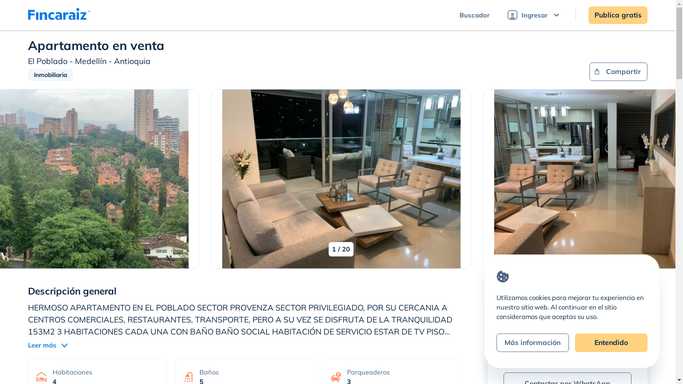 Fincaraiz
Buscador
Ingresar
Publica gratis
Apartamento en venta
El Poblado - Medellín - Antioquia
Inmobiliaria
Compartir
1 / 20
Descripción general
HERMOSO APARTAMENTO EN EL POBLADO SECTOR PROVENZA SECTOR PRIVILEGIADO, POR SU CERCANIA A
CENTROS COMERCIALES, RESTAURANTES, TRANSPORTE, PERO A SU VEZ SE DISFRUTA DE LA TRANQUILIDAD
153M2 3 HABITACIONES CADA UNA CON BAÑO BAÑO SOCIAL HABITACIÓN DE SERVICIO ESTAR DE TV PISO...
Leer más
Habitaciones
4
Baños
5
Parqueaderos
3
Utilizamos cookies para mejorar tu experiencia en
nuestro sitio web. Al continuar en el sitio
consideramos que aceptás su uso.
Más información
Entendido
Contactar por WhatsApp